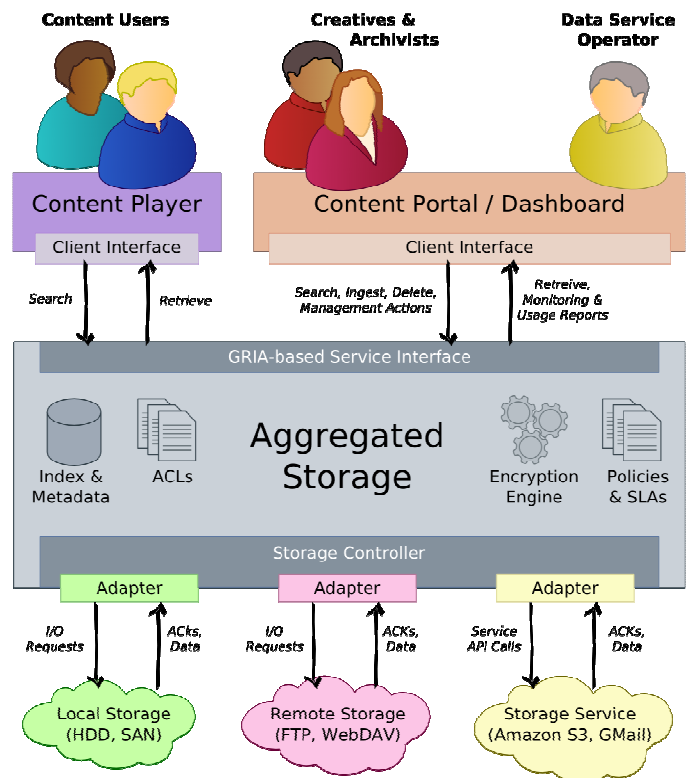 Content Users
Creatives &
Archivists
Data Service
Operator
Content Player
Content Portal / Dashboard
Client Interface
Client Interface
Search
Retrieve
Search, Ingest, Delete,
Management Actions
Retreive,
Monitoring &
Usage Reports
GRIA-based Service Interface
Aggregated
Storage
Index &
Metadata
ACLs
Encryption
Engine
Policies
& SLAs
Storage Controller
Adapter
Adapter
Adapter
I/O
Requests
ACks,
Data
I/O
Requests
ACKs,
Data
Service
API Calls
ACKs,
Data
Local Storage
(HDD, SAN)
Remote Storage
(FTP, WebDAV)
Storage Service
(Amazon S3, GMail)